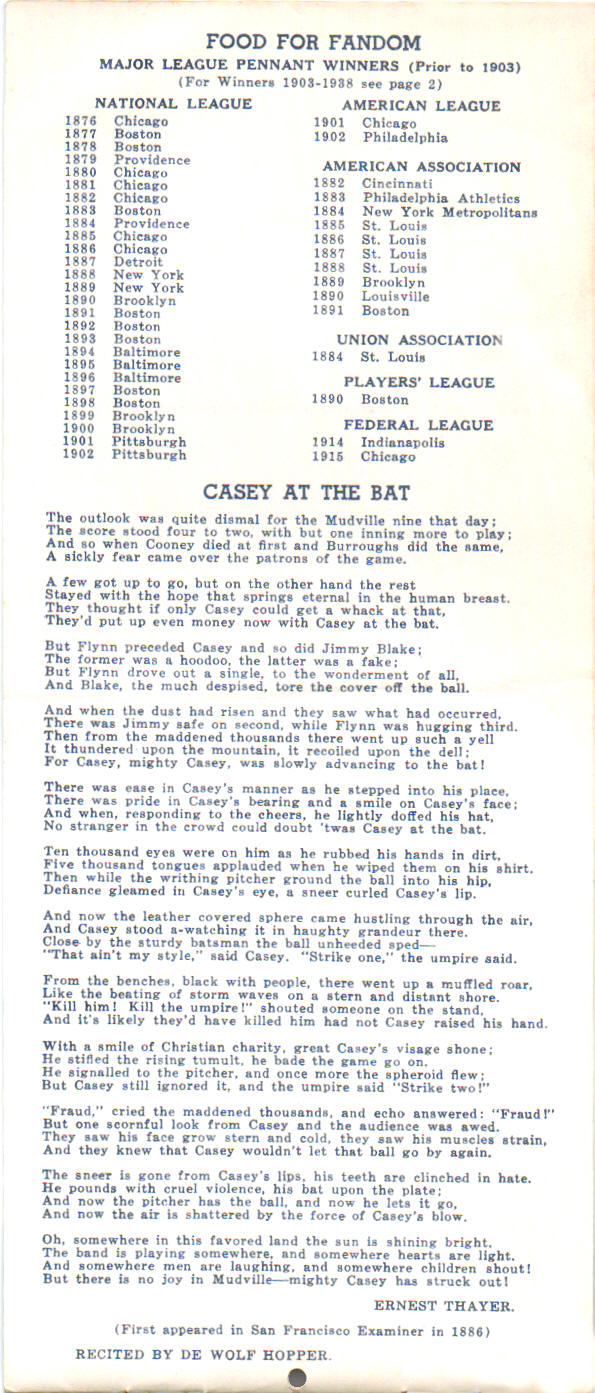 FOOD FOR FANDOM
MAJOR LEAGUE PENNANT WINNERS (Prior to 1903)
(For Winners 1903-1938 see page 2)
NATIONAL LEAGUE
1876 Chicago
1877 Boston
1878 Boston
1879 Providence
1880 Chicago
1881 Chicago
1882 Chicago
1883 Boston
1884 Providence
1885 Chicago
1886 Chicago
1887 Detroit
1888 New York
1889 New York
1890 Brooklyn
1891 Boston
1892 Boston
1893 Boston
1894 Baltimore
1895 Baltimore
1896 Baltimore
1897 Boston
1898 Boston
1899 Brooklyn
1900 Brooklyn
1901 Pittsburgh
1902 Pittsburgh
AMERICAN LEAGUE
1901 Chicago
1902 Philadelphia
AMERICAN ASSOCIATION
1882 Cincinnati
1883 Philadelphia Athletics
1884 New York Metropolitans
1885 St. Louis
1886 St. Louis
1887 St. Louis
1888 St. Louis
1889 Brooklyn
1890 Louisville
1891 Boston
UNION ASSOCIATION
1884 St. Louis
PLAYERS' LEAGUE
1890 Boston
FEDERAL LEAGUE
1914 Indianapolis
1915 Chicago
CASEY AT THE BAT
The outlook was quite dismal for the Mudville nine that day;
The score stood four to two, with but one inning more to play;
And so when Cooney died at first and Burroughs did the same,
A sickly fear came over the patrons of the game.
A few got up to go, but on the other hand the rest
Stayed with the hope that springs eternal in the human breast.
They thought if only Casey could get a whack at that,
They'd put up even money now with Casey at the bat.
But Flynn preceded Casey and so did Jimmy Blake;
The former was a hoodoo, the latter was a fake;
But Flynn drove out a single, to the wonderment of all,
And Blake, the much despised, tore the cover off the ball.
And when the dust had risen and they saw what had occurred,
There was Jimmy safe on second, while Flynn was hugging third.
Then from the maddened thousands there went up such a yell
It thundered upon the mountain, it recoiled upon the dell;
For Casey, mighty Casey, was slowly advancing to the bat!
There was ease in Casey's manner as he stepped into his place,
There was pride in Casey's bearing and a smile on Casey's face;
And when, responding to the cheers, he lightly doffed his hat,
No stranger in the crowd could doubt 'twas Casey at the bat.
Ten thousand eyes were on him as he rubbed his hands in dirt,
Five thousand tongues applauded when he wiped them on his shirt.
Then while the writhing pitcher ground the ball into his hip,
Defiance gleamed in Casey's eye, a sneer curled Casey's lip.
And now the leather covered sphere came hustling through the air,
And Casey stood a-watching it in haughty grandeur there.
Close by the sturdy batsman the ball unheeded sped—
"That ain't my style," said Casey. "Strike one," the umpire said.
From the benches, black with people, there went up a muffled roar,
Like the beating of storm waves on a stern and distant shore.
"Kill him! Kill the umpire!" shouted someone on the stand,
And it's likely they'd have killed him had not Casey raised his hand.
With a smile of Christian charity, great Casey's visage shone;
He stifled the rising tumult, he bade the game go on.
He signalled to the pitcher, and once more the spheroid flew;
But Casey still ignored it, and the umpire said "Strike two!"
"Fraud," cried the maddened thousands, and echo answered: "Fraud!"
But one scornful look from Casey and the audience was awed.
They saw his face grow stern and cold, they saw his muscles strain,
And they knew that Casey wouldn't let that ball go by again.
The sneer is gone from Casey's lips, his teeth are clinched in hate.
He pounds with cruel violence, his bat upon the plate;
And now the pitcher has the ball, and now he lets it go,
And now the air is shattered by the force of Casey's blow.
Oh, somewhere in this favored land the sun is shining bright.
The band is playing somewhere, and somewhere hearts are light.
And somewhere men are laughing, and somewhere children shout!
But there is no joy in Mudville—mighty Casey has struck out!
ERNEST THAYER.
(First appeared in San Francisco Examiner in 1886)
RECITED BY DE WOLF HOPPER.